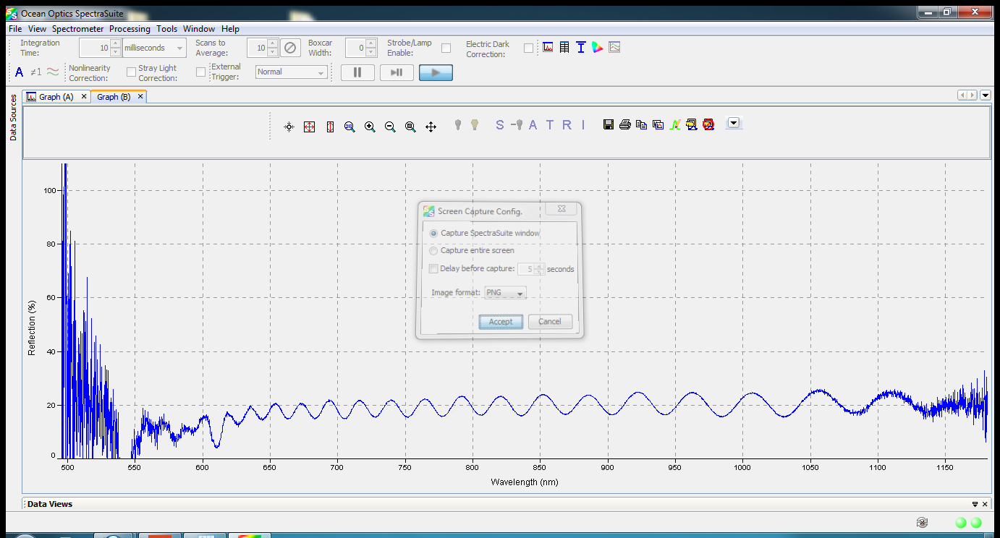 Ocean Optics SpectraSuite
File View Spectrometer Processing Tools Window Help
Integration Time: 10 milliseconds Scans to Average: 10 Boxcar Width: 0 Strobe/Lamp Enable: Electric Dark Correction:
A ≠1 Nonlinearity Correction: Stray Light Correction: External Trigger: Normal
Data Sources
Graph (A) Graph (B)
S A T R I
100
80
60
40
20
0
Reflection (%)
500 550 600 650 700 750 800 850 900 950 1000 1050 1100 1150
Wavelength (nm)
Screen Capture Config.
Capture SpectraSuite window
Capture entire screen
Delay before capture: 5 seconds
Image format: PNG
Accept Cancel
Data Views